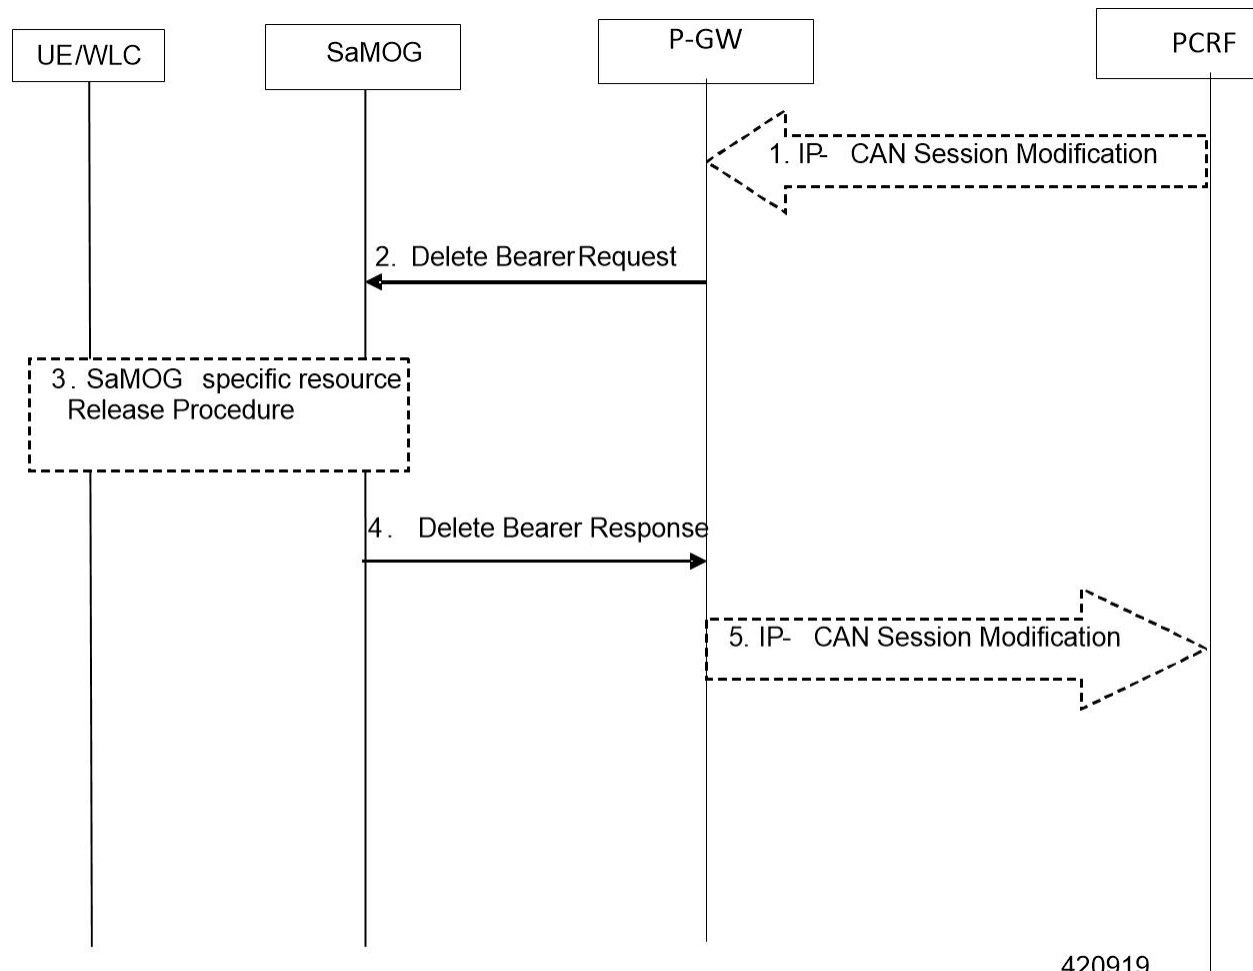 UE/WLC
SaMOG
P-GW
PCRF
1. IP- CAN Session Modification
2. Delete Bearer Request
3. SaMOG specific resource
Release Procedure
4. Delete Bearer Response
5. IP- CAN Session Modification
420919